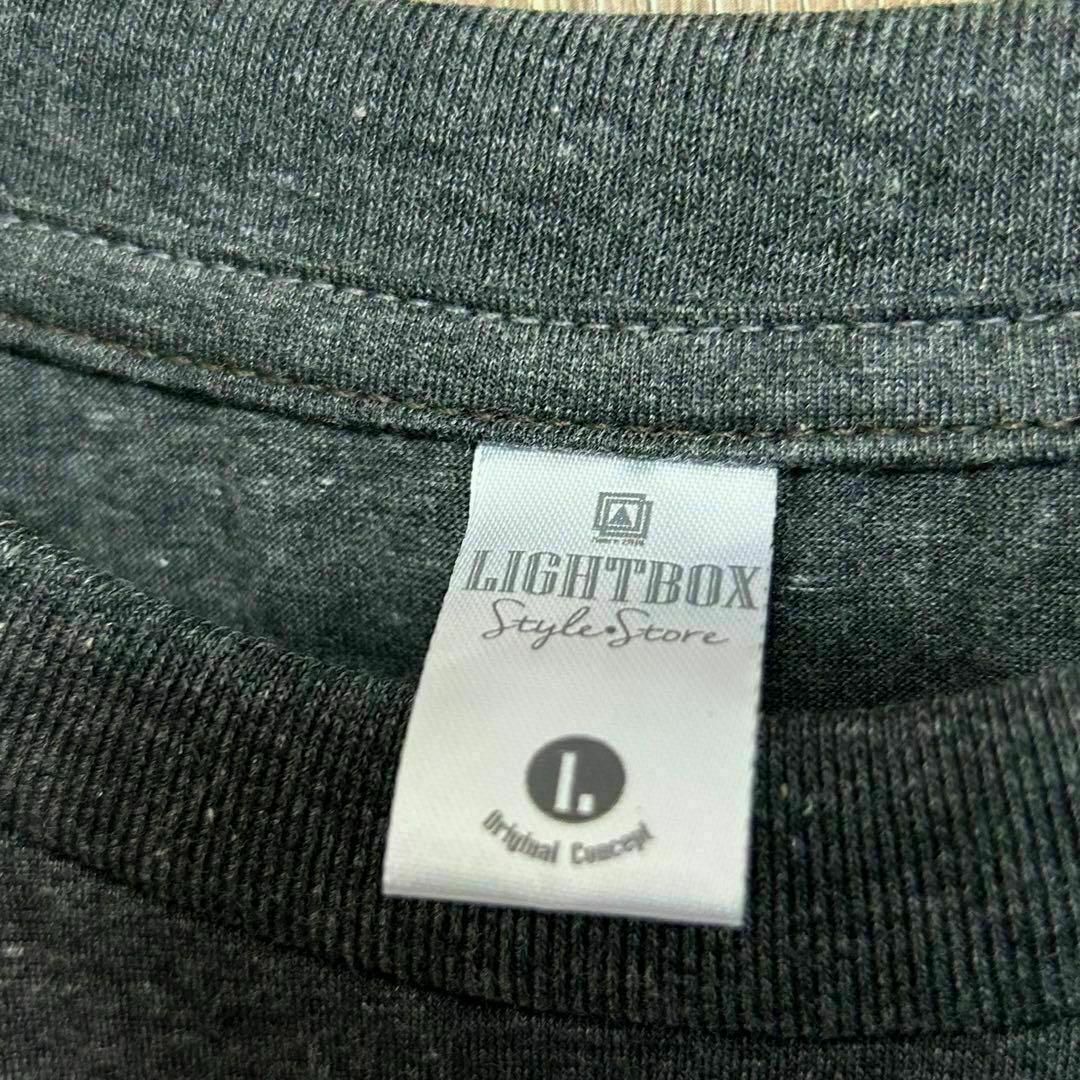 LIGHTBOX
Style•Store
L
Original Concept